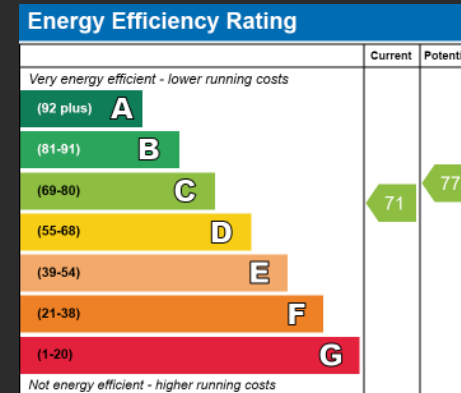 Energy Efficiency Rating
Current
Very energy efficient - lower running costs
(92 plus) A
(81-91) B
(69-80) C
77
71
(55-68) D
(39-54) E
(21-38) F
(1-20) G
Not energy efficient - higher running costs